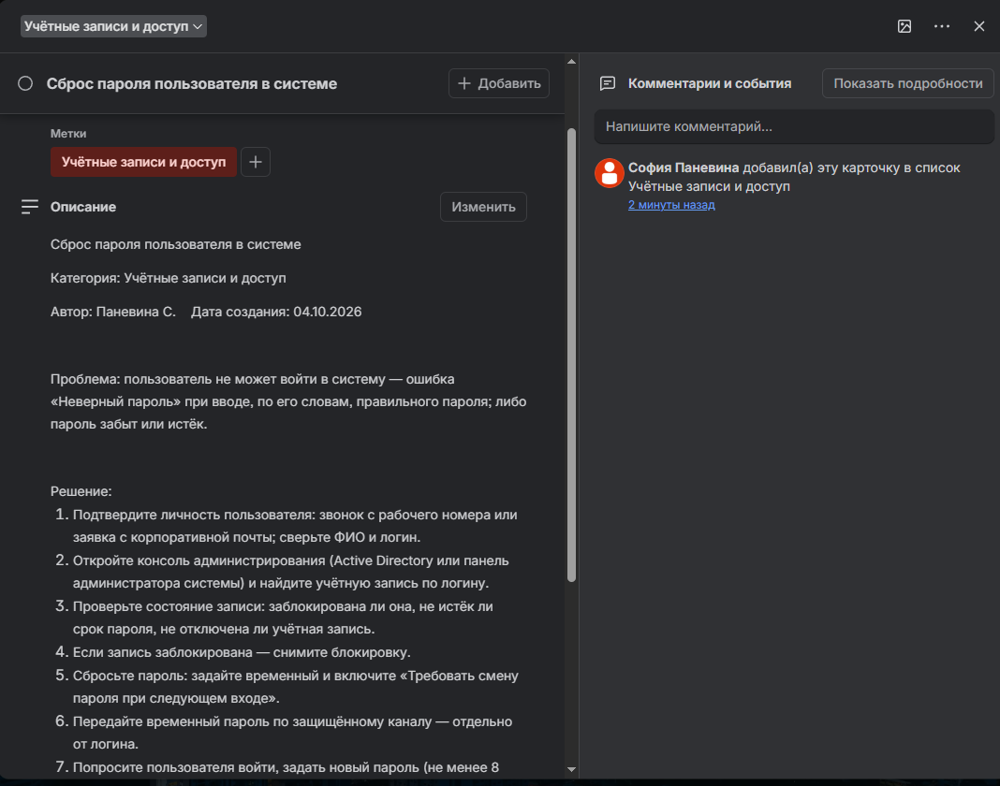 Учётные записи и доступ
Сброс пароля пользователя в системе
Добавить
Метки
Учётные записи и доступ
Описание
Изменить
Сброс пароля пользователя в системе
Категория: Учётные записи и доступ
Автор: Паневина С. Дата создания: 04.10.2026
Проблема: пользователь не может войти в систему — ошибка
«Неверный пароль» при вводе, по его словам, правильного пароля; либо
пароль забыт или истёк.
Решение:
1. Подтвердите личность пользователя: звонок с рабочего номера или
заявка с корпоративной почты; сверьте ФИО и логин.
2. Откройте консоль администрирования (Active Directory или панель
администратора системы) и найдите учётную запись по логину.
3. Проверьте состояние записи: заблокирована ли она, не истёк ли
срок пароля, не отключена ли учётная запись.
4. Если запись заблокирована — снимите блокировку.
5. Сбросьте пароль: задайте временный и включите «Требовать смену
пароля при следующем входе».
6. Передайте временный пароль по защищённому каналу — отдельно
от логина.
7. Попросите пользователя войти, задать новый пароль (не менее 8
Комментарии и события
Показать подробности
Напишите комментарий...
София Паневина добавил(а) эту карточку в список
Учётные записи и доступ
2 минуты назад